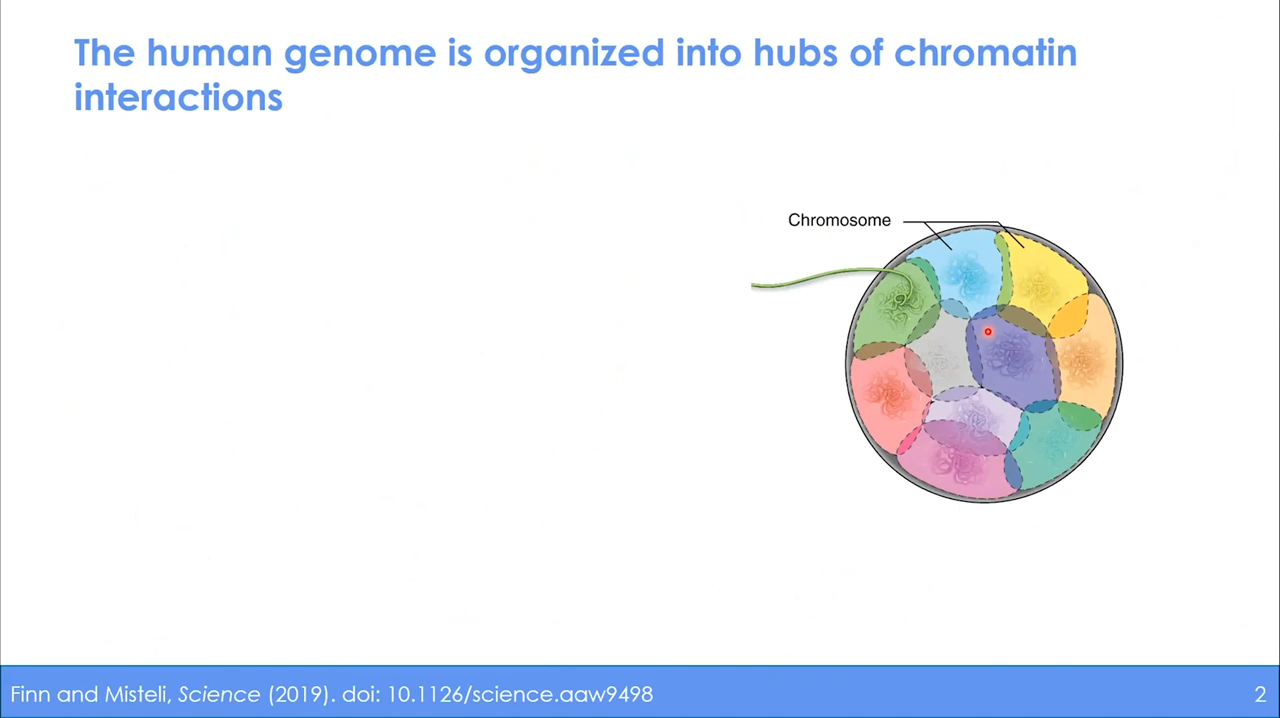 The human genome is organized into hubs of chromatin
interactions
Chromosome
Finn and Misteli, Science (2019). doi: 10.1126/science.aaw9498
2